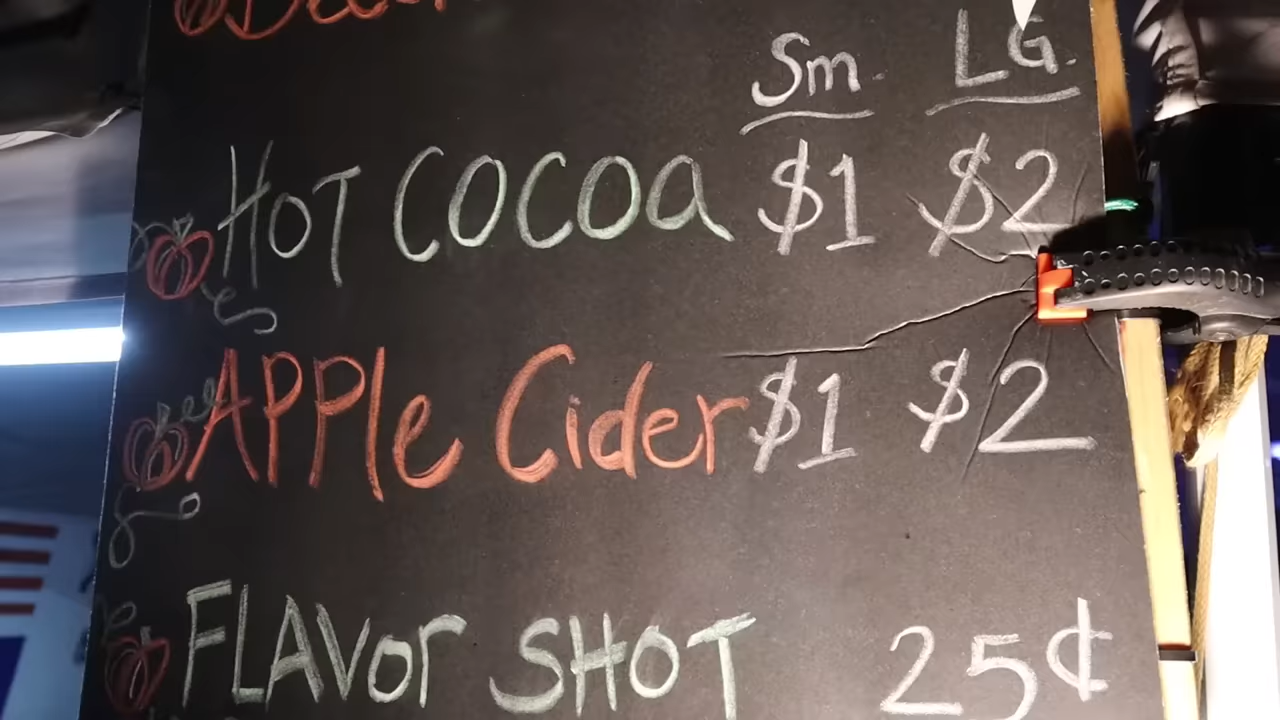 Sm. LG.
HOT COCOA $1 $2
APPle Cider $1 $2
FLAVor SHOT 25¢